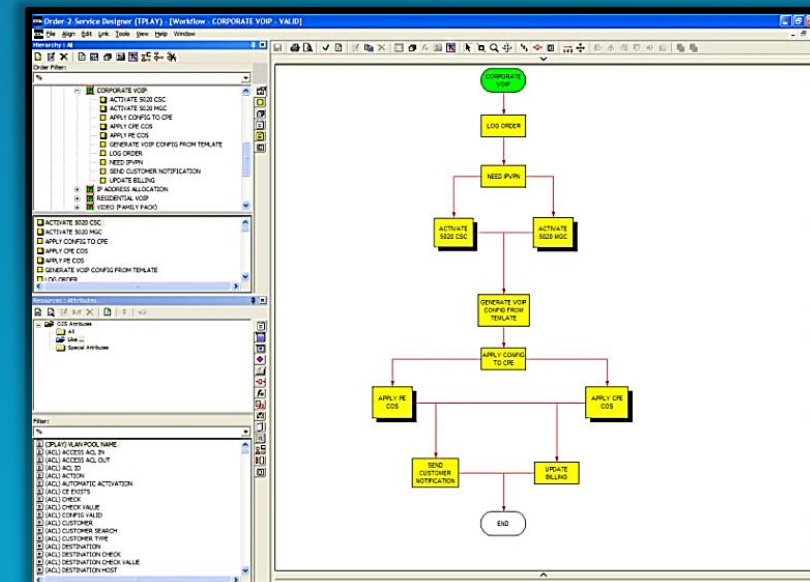 Order-2-Service Designer (TPLAY) - [Workflow - CORPORATE VOIP - VALID]
File Align Edit Link Tools View Help Window
Hierarchy : All
Order Filter:
%
CORPORATE VOIP
ACTIVATE 5020 CSC
ACTIVATE 5020 MGC
APPLY CONFIG TO CPE
APPLY CPE COS
APPLY PE COS
GENERATE VOIP CONFIG FROM TEMLATE
LOG ORDER
NEED IPVPN
SEND CUSTOMER NOTIFICATION
UPDATE BILLING
IP ADDRESS ALLOCATION
RESIDENTIAL VOIP
VIDEO (FAMILY PACK)
ACTIVATE 5020 CSC
ACTIVATE 5020 MGC
APPLY CONFIG TO CPE
APPLY CPE COS
APPLY PE COS
GENERATE VOIP CONFIG FROM TEMLATE
LOG ORDER
Resources : Attributes
O2S Attributes
All
Like ...
Special Attributes
Filter:
%
(3PLAY) VLAN POOL NAME
(ACL) ACCESS ACL IN
(ACL) ACCESS ACL OUT
(ACL) ACL ID
(ACL) ACTION
(ACL) AUTOMATIC ACTIVATION
(ACL) CE EXISTS
(ACL) CHECK
(ACL) CHECK VALUE
(ACL) CONFIG VALID
(ACL) CUSTOMER
(ACL) CUSTOMER SEARCH
(ACL) CUSTOMER TYPE
(ACL) DESTINATION
(ACL) DESTINATION CHECK
(ACL) DESTINATION CHECK VALUE
(ACL) DESTINATION HOST
CORPORATE
VOIP
LOG ORDER
NEED IPVPN
ACTIVATE
5020 CSC
ACTIVATE
5020 MGC
GENERATE VOIP
CONFIG FROM
TEMLATE
APPLY CONFIG
TO CPE
APPLY PE
COS
APPLY CPE
COS
SEND
CUSTOMER
NOTIFICATION
UPDATE
BILLING
END